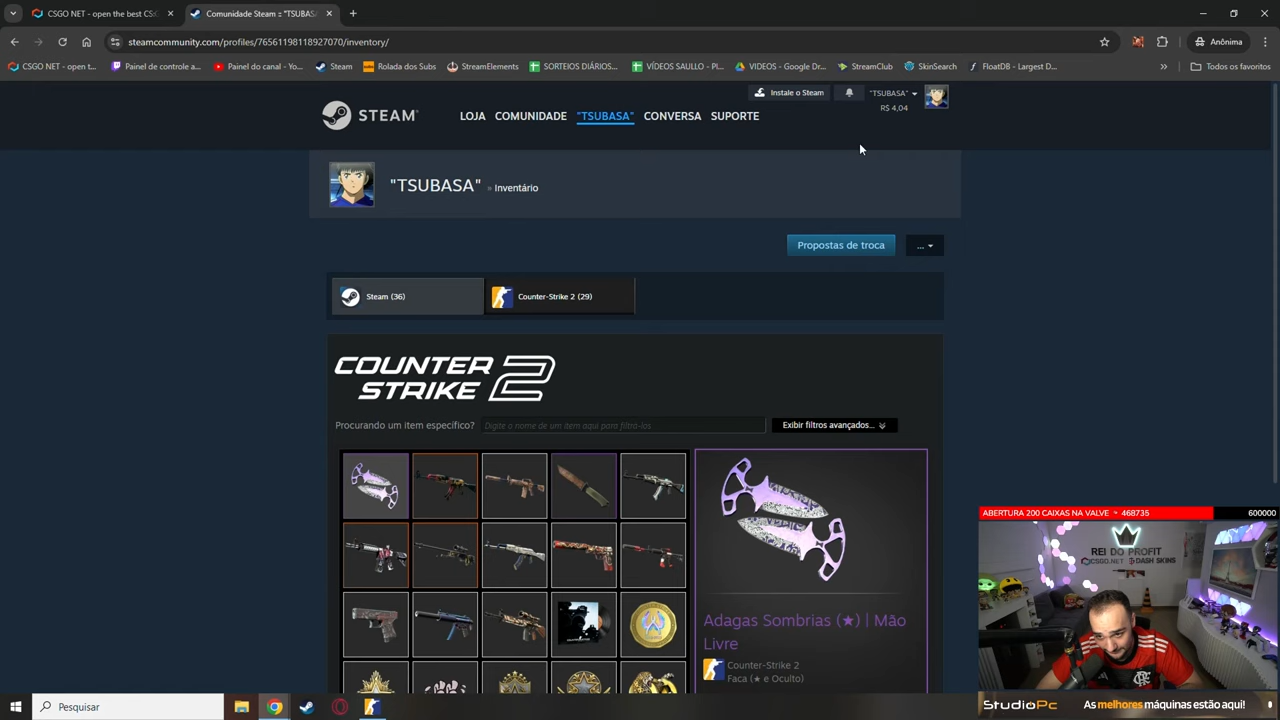 CSGO NET - open the best CSG
Comunidade Steam :: "TSUBAS
steamcommunity.com/profiles/76561198118927070/inventory/
Anônima
CSGO NET - open t...
Painel de controle a...
Painel do canal - Yo...
Steam
Rolada dos Subs
StreamElements
SORTEIOS DIÁRIOS...
VÍDEOS SAULLO - PL...
VIDEOS - Google Dr...
StreamClub
SkinSearch
FloatDB - Largest D...
Todos os favoritos
Instale o Steam
"TSUBASA"
R$ 4,04
STEAM
LOJA
COMUNIDADE
"TSUBASA"
CONVERSA
SUPORTE
"TSUBASA" » Inventário
Propostas de troca
...
Steam (36)
Counter-Strike 2 (29)
COUNTER
STRIKE 2
Procurando um item específico?
Digite o nome de um item aqui para filtrá-los
Exibir filtros avançados...
Adagas Sombrias (★) | Mão
Livre
Counter-Strike 2
Faca (★ e Oculto)
ABERTURA 200 CAIXAS NA VALVE
468735
600000
REI DO PROFIT
CSGO.NET
DASH SKINS
StudioPc
As melhores máquinas estão aqui!
Pesquisar